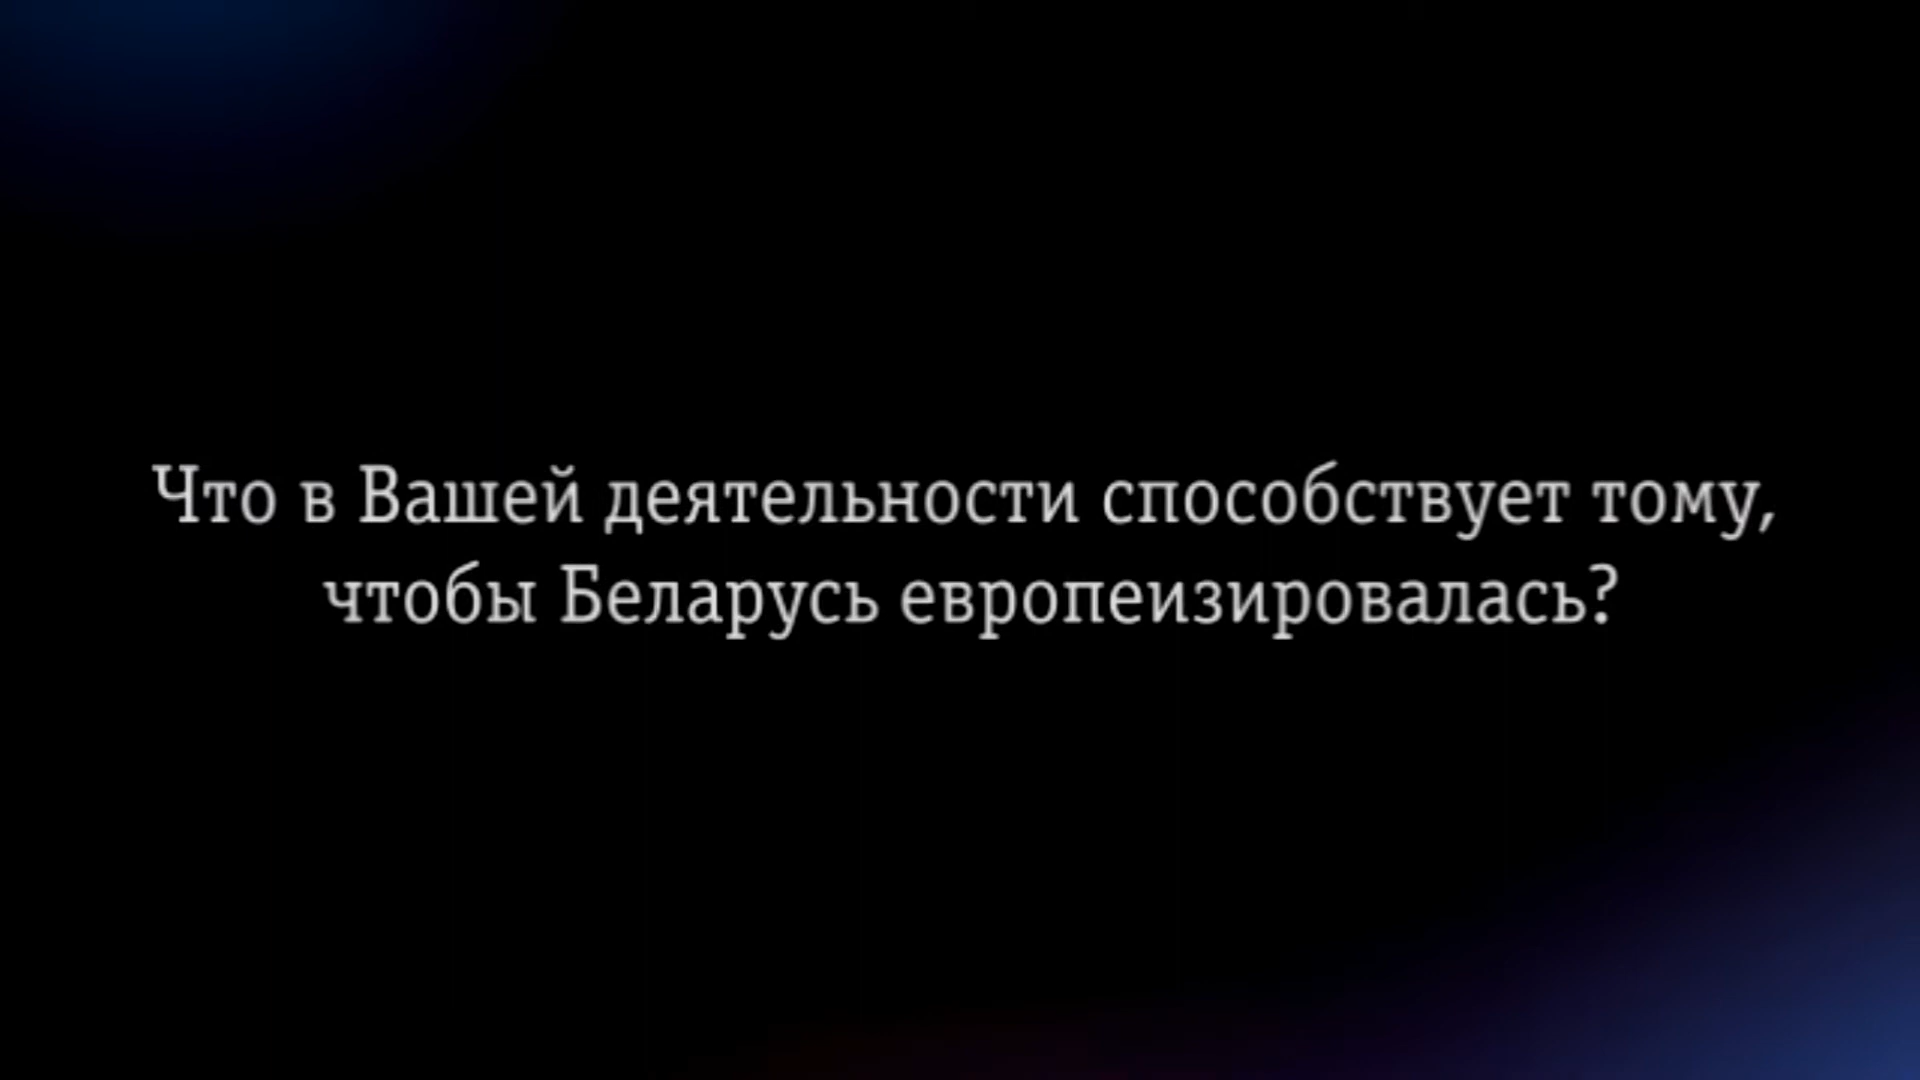 Что в Вашей деятельности способствует тому,
чтобы Беларусь европеизировалась?